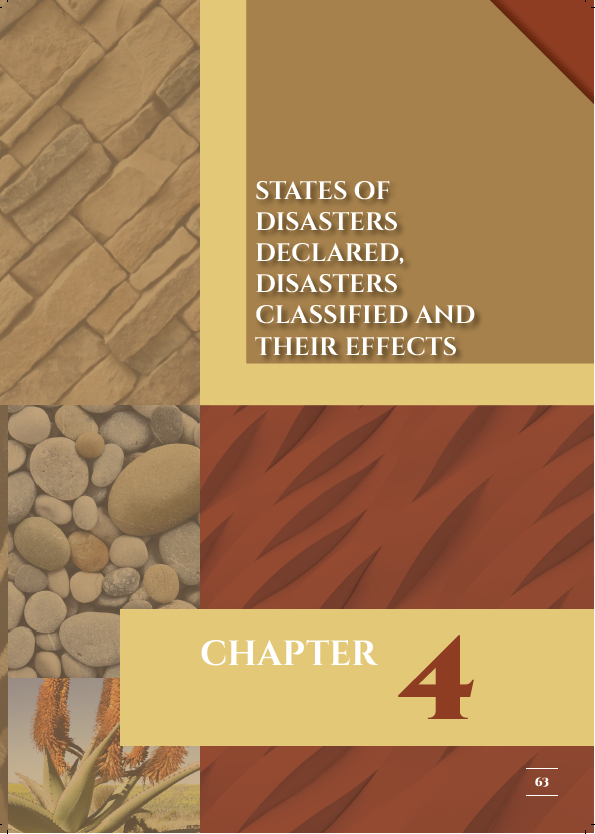 STATES OF
DISASTERS
DECLARED,
DISASTERS
CLASSIFIED AND
THEIR EFFECTS
CHAPTER 4
63